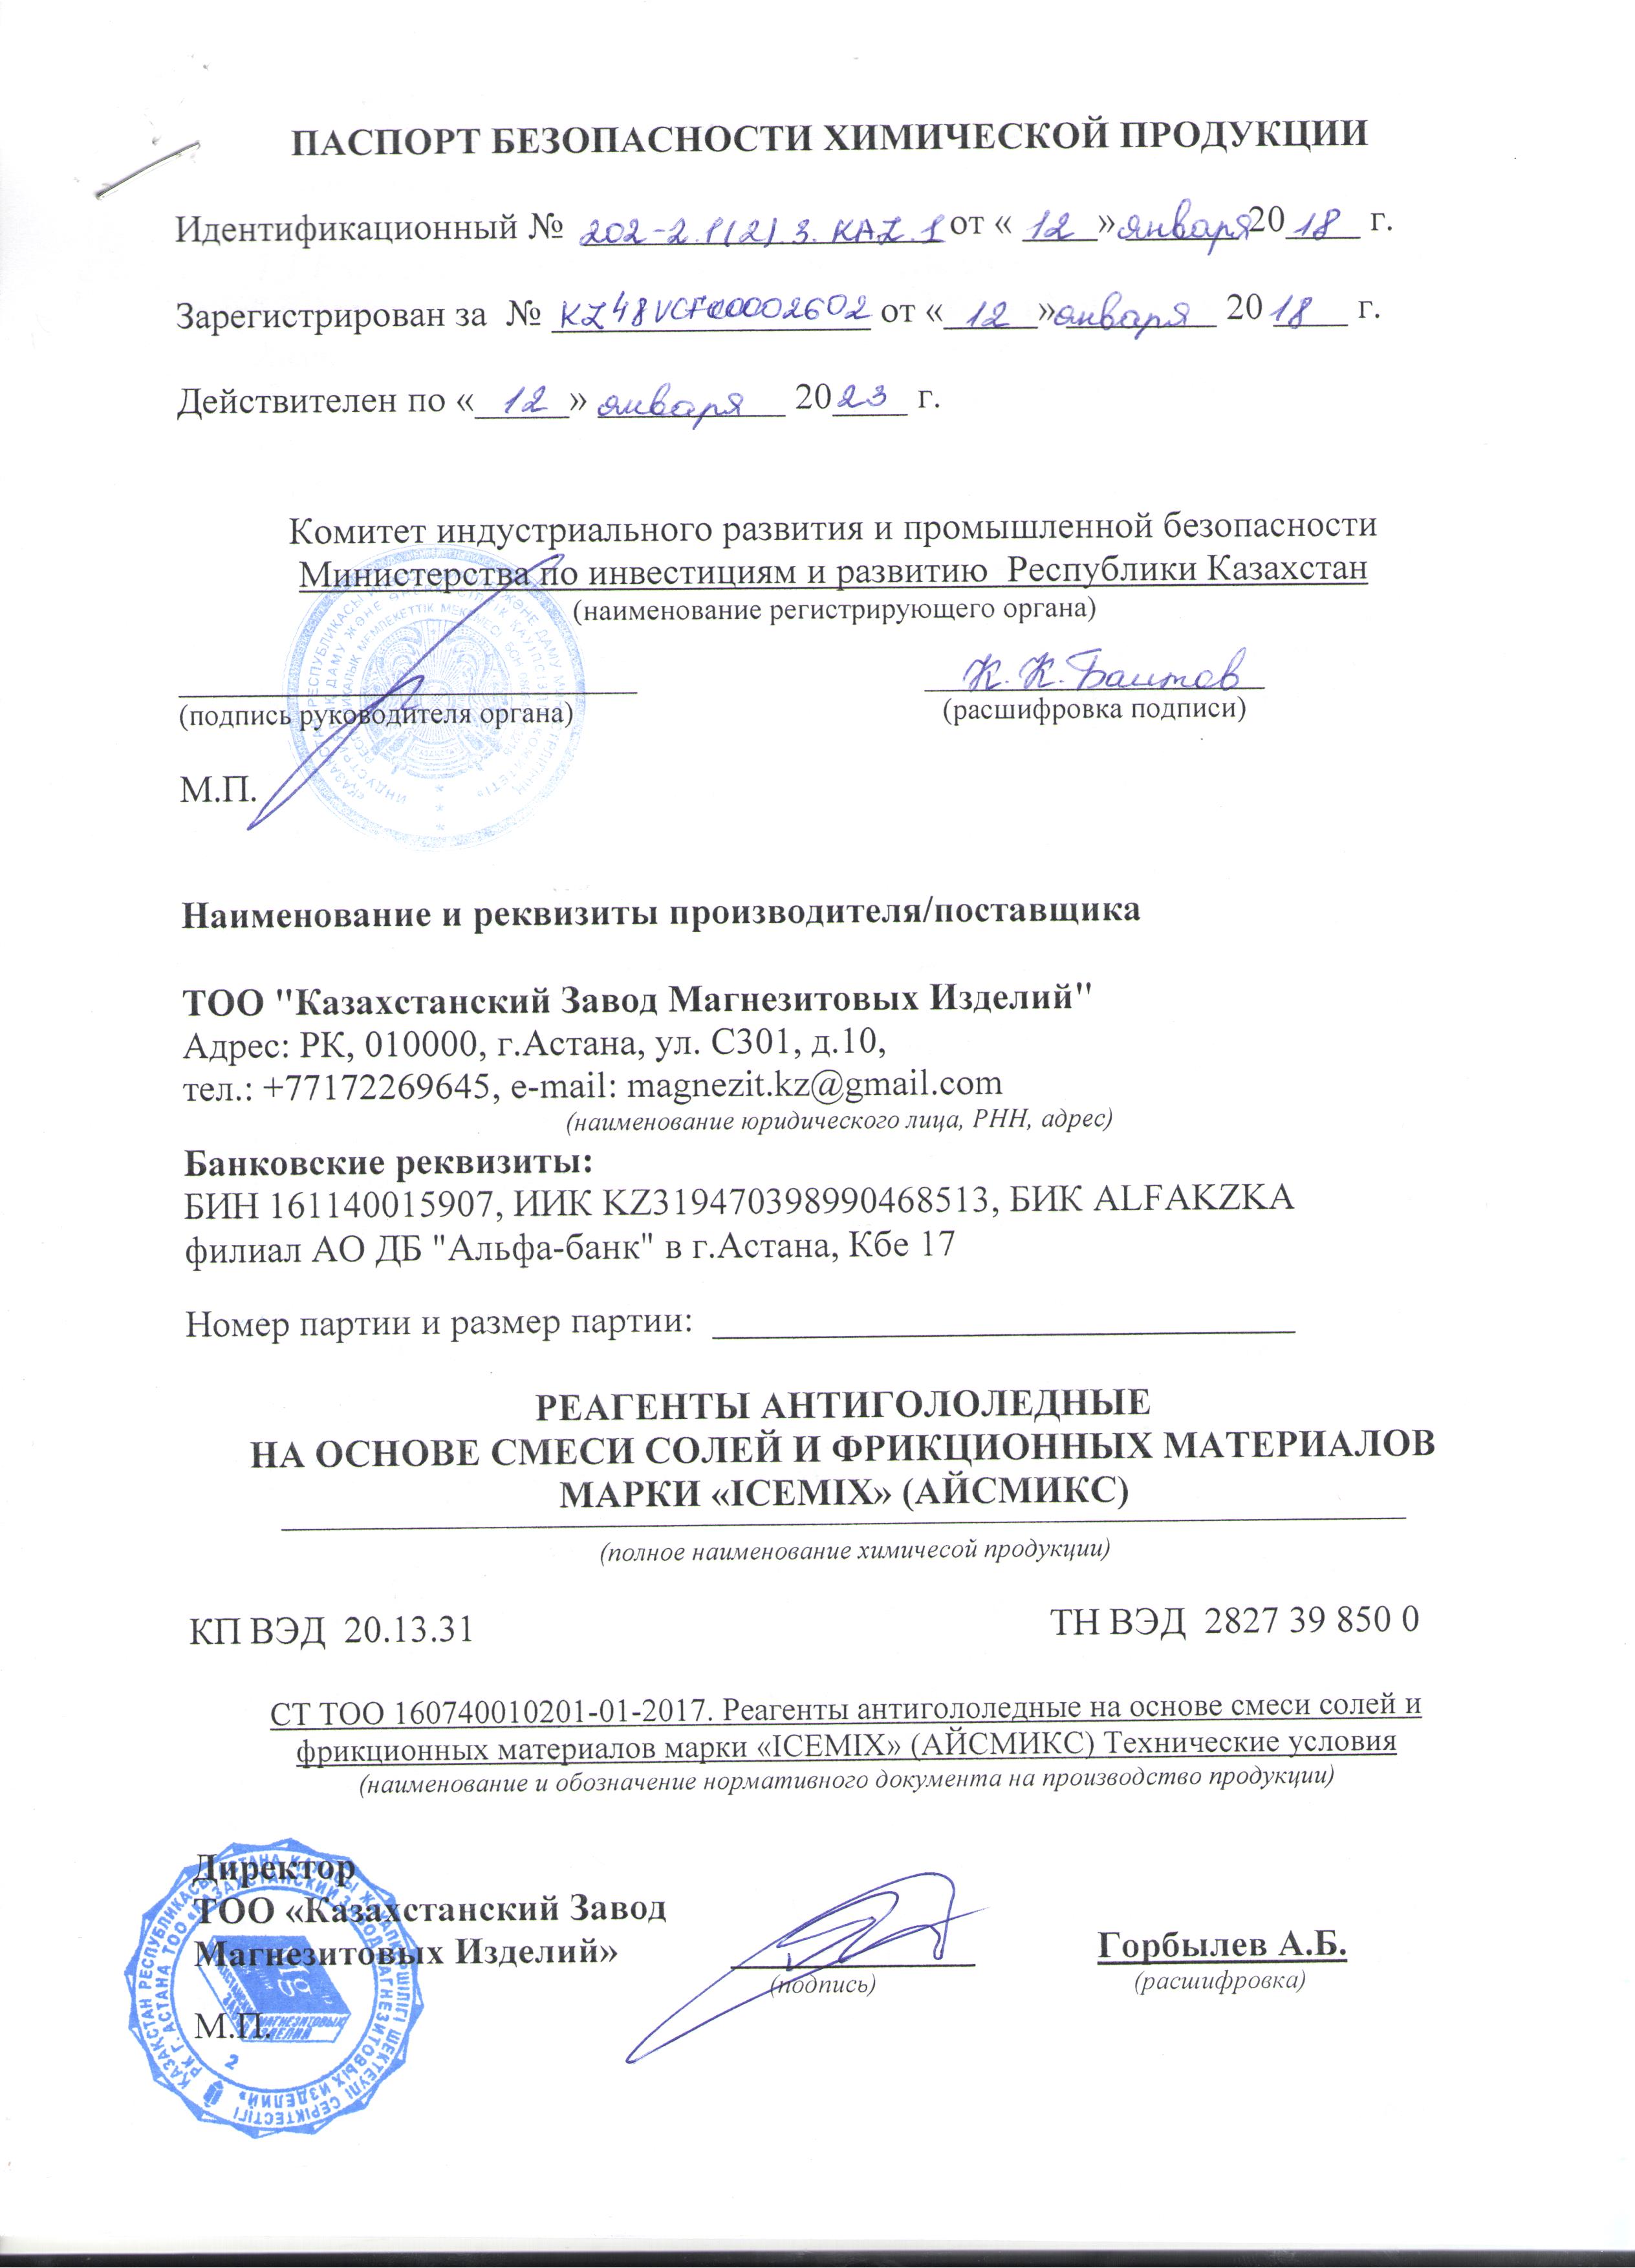 ПАСПОРТ БЕЗОПАСНОСТИ ХИМИЧЕСКОЙ ПРОДУКЦИИ
Идентификационный № 202-2.1(2).3.KAZ.1 от « 12 » января 2018 г.
Зарегистрирован за № KZ48VCF00002602 от « 12 » января 2018 г.
Действителен по « 12 » января 2023 г.
Комитет индустриального развития и промышленной безопасности
Министерства по инвестициям и развитию Республики Казахстан
(наименование регистрирующего органа)
К.К. Баитов
(подпись руководителя органа) (расшифровка подписи)
М.П.
Наименование и реквизиты производителя/поставщика
ТОО "Казахстанский Завод Магнезитовых Изделий"
Адрес: РК, 010000, г.Астана, ул. С301, д.10,
тел.: +77172269645, e-mail: magnezit.kz@gmail.com
(наименование юридического лица, РНН, адрес)
Банковские реквизиты:
БИН 161140015907, ИИК KZ319470398990468513, БИК ALFAKZKA
филиал АО ДБ "Альфа-банк" в г.Астана, Кбе 17
Номер партии и размер партии:
РЕАГЕНТЫ АНТИГОЛОЛЕДНЫЕ
НА ОСНОВЕ СМЕСИ СОЛЕЙ И ФРИКЦИОННЫХ МАТЕРИАЛОВ
МАРКИ «ICEMIX» (АЙСМИКС)
(полное наименование химичесой продукции)
КП ВЭД 20.13.31 ТН ВЭД 2827 39 850 0
СТ ТОО 160740010201-01-2017. Реагенты антигололедные на основе смеси солей и
фрикционных материалов марки «ICEMIX» (АЙСМИКС) Технические условия
(наименование и обозначение нормативного документа на производство продукции)
Директор
ТОО «Казахстанский Завод
Магнезитовых Изделий» Горбылев А.Б.
(подпись) (расшифровка)
М.П.